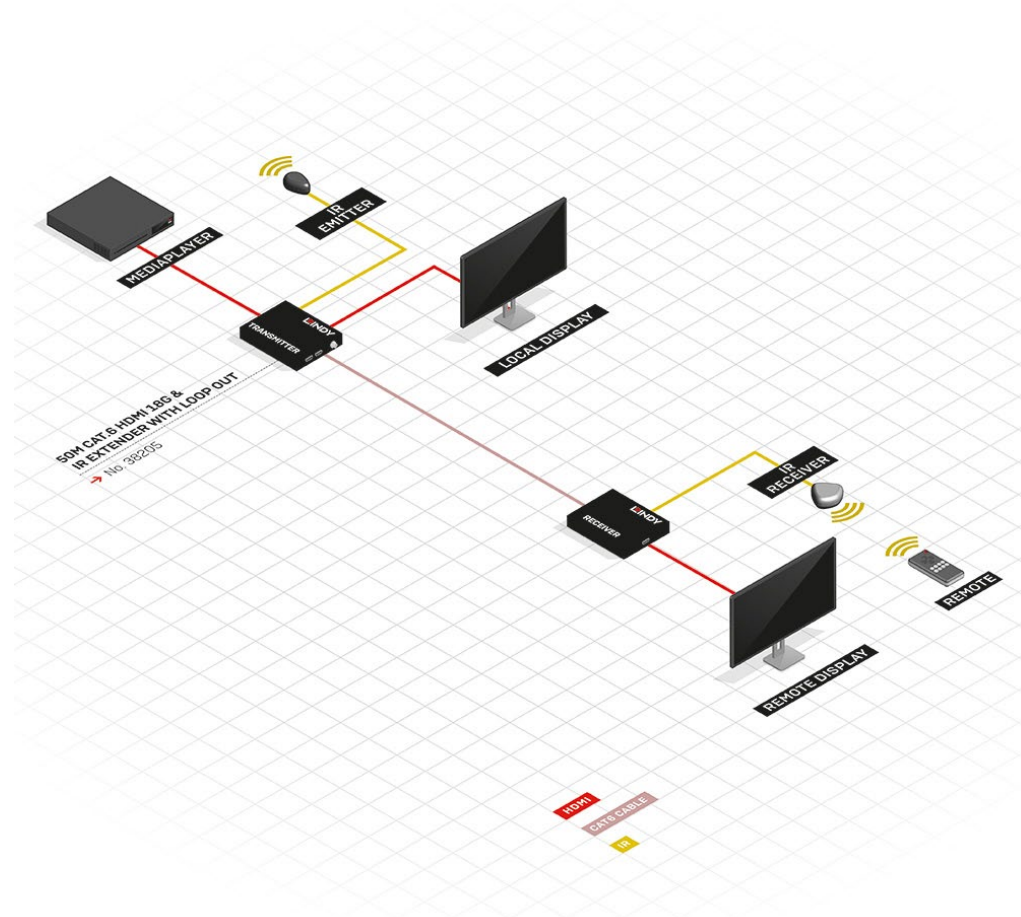 IR
EMITTER
MEDIAPLAYER
LINDY
TRANSMITTER
LOCAL DISPLAY
50M CAT.6 HDMI 18G &
IR EXTENDER WITH LOOP OUT
No. 38205
IR
RECEIVER
LINDY
RECEIVER
REMOTE
REMOTE DISPLAY
HDMI
CAT6 CABLE
IR